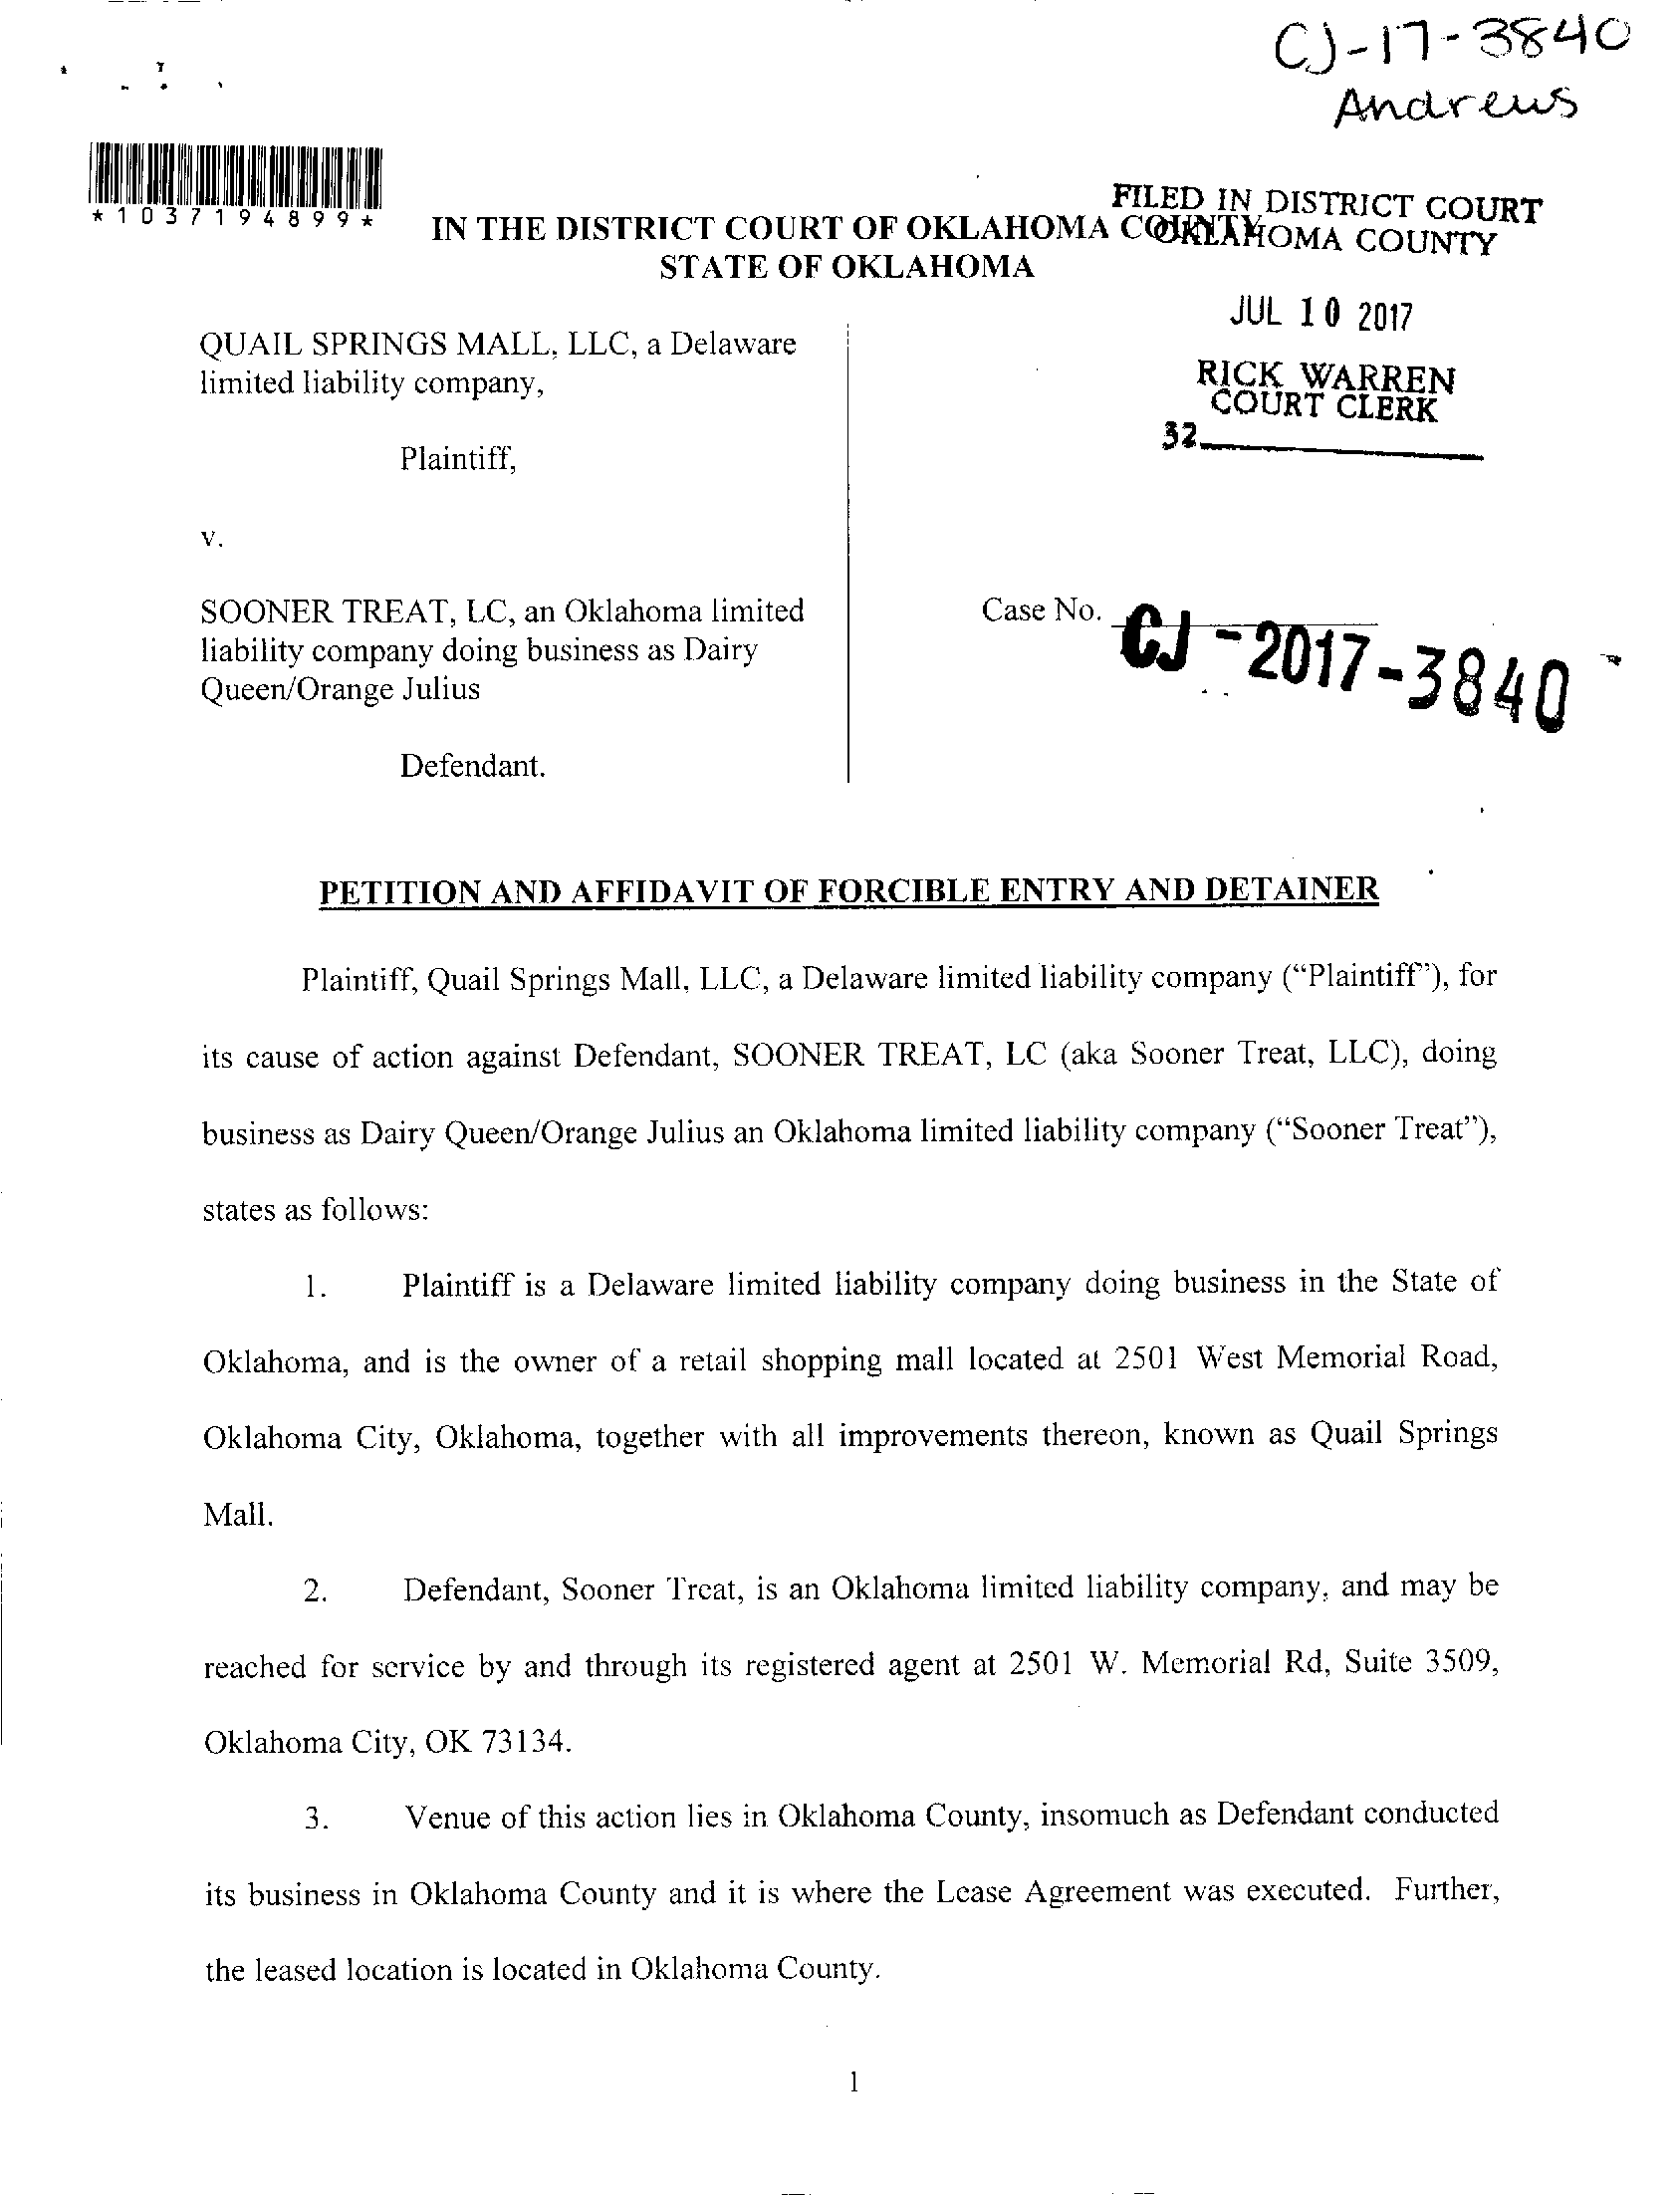 CJ-17-3840
Andrews
*1037194899*
FILED IN DISTRICT COURT
OKLAHOMA COUNTY
IN THE DISTRICT COURT OF OKLAHOMA COUNTY
STATE OF OKLAHOMA
JUL 10 2017
RICK WARREN
COURT CLERK
32
QUAIL SPRINGS MALL, LLC, a Delaware
limited liability company,
Plaintiff,
v.
SOONER TREAT, LC, an Oklahoma limited
liability company doing business as Dairy
Queen/Orange Julius
Defendant.
Case No. CJ-2017-3840
PETITION AND AFFIDAVIT OF FORCIBLE ENTRY AND DETAINER
Plaintiff, Quail Springs Mall, LLC, a Delaware limited liability company (“Plaintiff”), for
its cause of action against Defendant, SOONER TREAT, LC (aka Sooner Treat, LLC), doing
business as Dairy Queen/Orange Julius an Oklahoma limited liability company (“Sooner Treat”),
states as follows:
1. Plaintiff is a Delaware limited liability company doing business in the State of
Oklahoma, and is the owner of a retail shopping mall located at 2501 West Memorial Road,
Oklahoma City, Oklahoma, together with all improvements thereon, known as Quail Springs
Mall.
2. Defendant, Sooner Treat, is an Oklahoma limited liability company, and may be
reached for service by and through its registered agent at 2501 W. Memorial Rd, Suite 3509,
Oklahoma City, OK 73134.
3. Venue of this action lies in Oklahoma County, insomuch as Defendant conducted
its business in Oklahoma County and it is where the Lease Agreement was executed. Further,
the leased location is located in Oklahoma County.
1